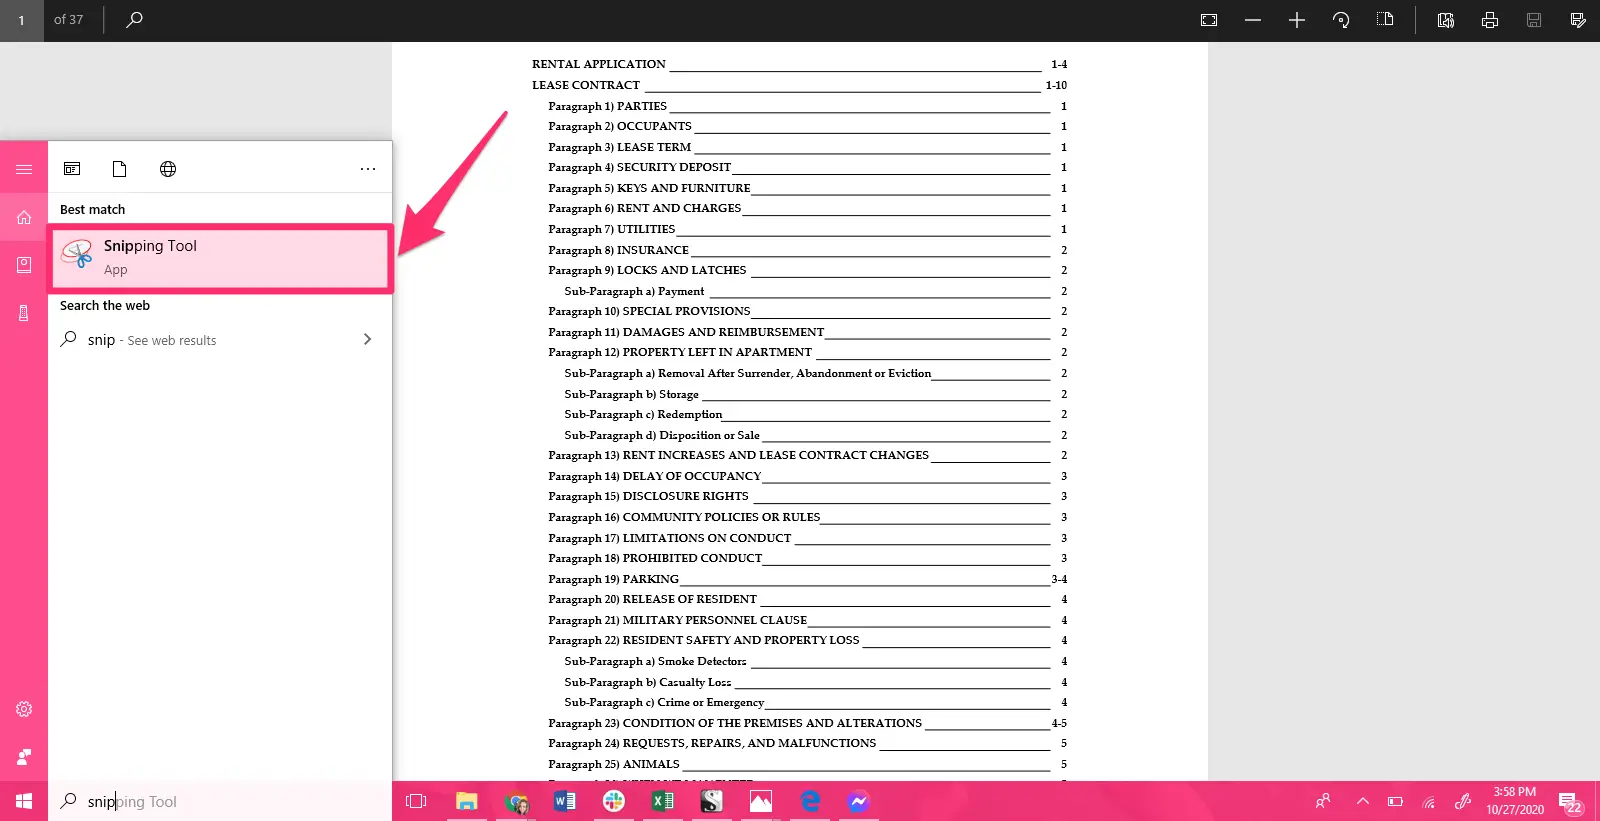 1 of 37
RENTAL APPLICATION 1-4
LEASE CONTRACT 1-10
Paragraph 1) PARTIES 1
Paragraph 2) OCCUPANTS 1
Paragraph 3) LEASE TERM 1
Paragraph 4) SECURITY DEPOSIT 1
Paragraph 5) KEYS AND FURNITURE 1
Paragraph 6) RENT AND CHARGES 1
Paragraph 7) UTILITIES 1
Paragraph 8) INSURANCE 2
Paragraph 9) LOCKS AND LATCHES 2
Sub-Paragraph a) Payment 2
Paragraph 10) SPECIAL PROVISIONS 2
Paragraph 11) DAMAGES AND REIMBURSEMENT 2
Paragraph 12) PROPERTY LEFT IN APARTMENT 2
Sub-Paragraph a) Removal After Surrender, Abandonment or Eviction 2
Sub-Paragraph b) Storage 2
Sub-Paragraph c) Redemption 2
Sub-Paragraph d) Disposition or Sale 2
Paragraph 13) RENT INCREASES AND LEASE CONTRACT CHANGES 2
Paragraph 14) DELAY OF OCCUPANCY 3
Paragraph 15) DISCLOSURE RIGHTS 3
Paragraph 16) COMMUNITY POLICIES OR RULES 3
Paragraph 17) LIMITATIONS ON CONDUCT 3
Paragraph 18) PROHIBITED CONDUCT 3
Paragraph 19) PARKING 3-4
Paragraph 20) RELEASE OF RESIDENT 4
Paragraph 21) MILITARY PERSONNEL CLAUSE 4
Paragraph 22) RESIDENT SAFETY AND PROPERTY LOSS 4
Sub-Paragraph a) Smoke Detectors 4
Sub-Paragraph b) Casualty Loss 4
Sub-Paragraph c) Crime or Emergency 4
Paragraph 23) CONDITION OF THE PREMISES AND ALTERATIONS 4-5
Paragraph 24) REQUESTS, REPAIRS, AND MALFUNCTIONS 5
Paragraph 25) ANIMALS 5
Best match
Snipping Tool
App
Search the web
snip - See web results
snipping Tool
3:58 PM
10/27/2020
22